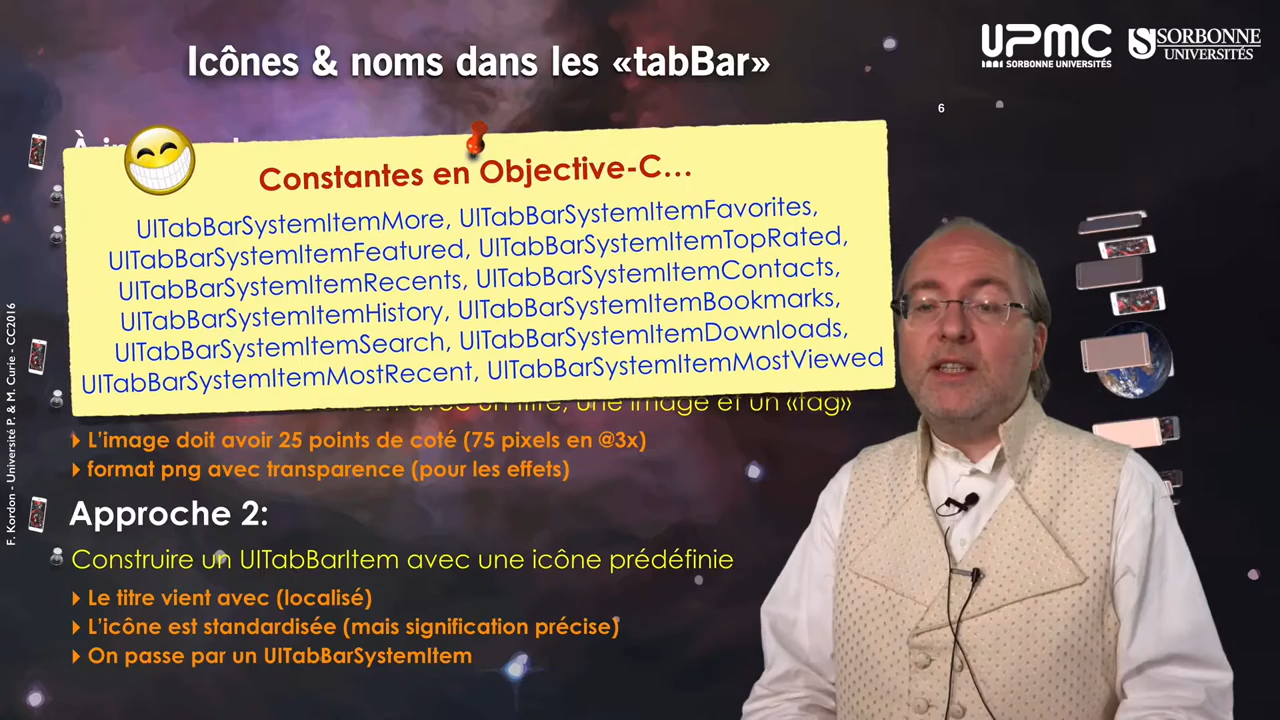 Icônes & noms dans les «tabBar»
UPMC
SORBONNE UNIVERSITÉS
SORBONNE
UNIVERSITÉS
6
Constantes en Objective-C…
UITabBarSystemItemMore, UITabBarSystemItemFavorites,
UITabBarSystemItemFeatured, UITabBarSystemItemTopRated,
UITabBarSystemItemRecents, UITabBarSystemItemContacts,
UITabBarSystemItemHistory, UITabBarSystemItemBookmarks,
UITabBarSystemItemSearch, UITabBarSystemItemDownloads,
UITabBarSystemItemMostRecent, UITabBarSystemItemMostViewed
avec un titre, une image et un «tag»
L'image doit avoir 25 points de coté (75 pixels en @3x)
format png avec transparence (pour les effets)
Approche 2:
Construire un UITabBarItem avec une icône prédéfinie
Le titre vient avec (localisé)
L'icône est standardisée (mais signification précise)
On passe par un UITabBarSystemItem
F. Kordon - Université P. & M. Curie - CC2016